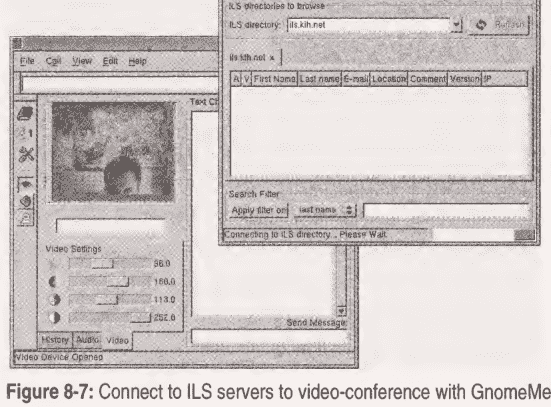 ILS directories to browse
ILS directory: ils.kih.net Refresh
ils.kih.net x
A V First Name Last name E-mail Location Comment Version IP
Search Filter
Apply filter on last name
Connecting to ILS directory... Please Wait.
File Call View Edit Help
Text Ch
1
Video Settings
96.0
160.0
113.0
252.0
Send Message:
History Audio Video
Video Device Opened
Figure 8-7: Connect to ILS servers to video-conference with GnomeMe